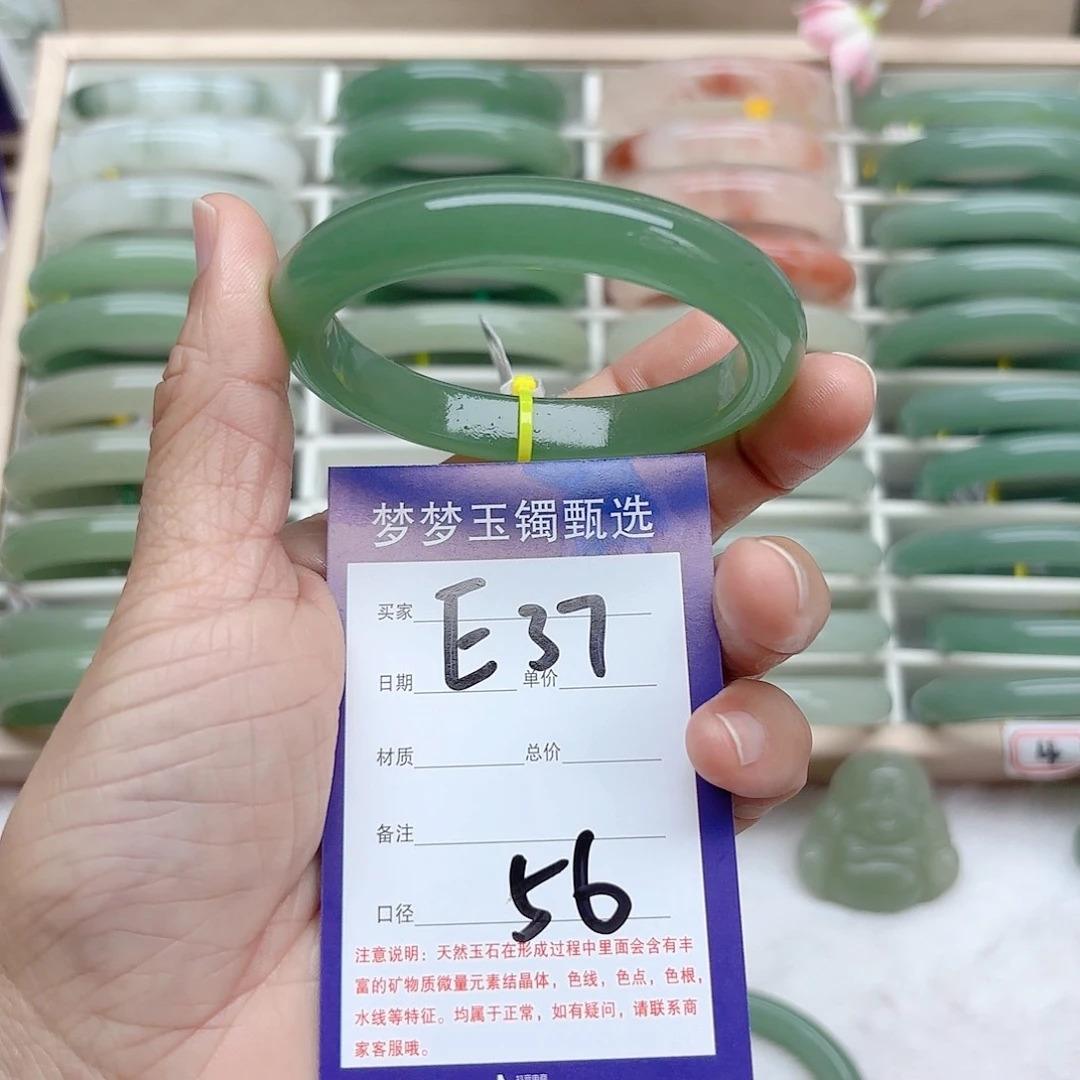 梦梦玉镯甄选
买家
E37
日期 单价
材质 总价
备注
口径 56
注意说明：天然玉石在形成过程中里面会含有丰
富的矿物质微量元素结晶体，色线，色点，色根，
水线等特征。均属于正常，如有疑问，请联系商
家客服哦。